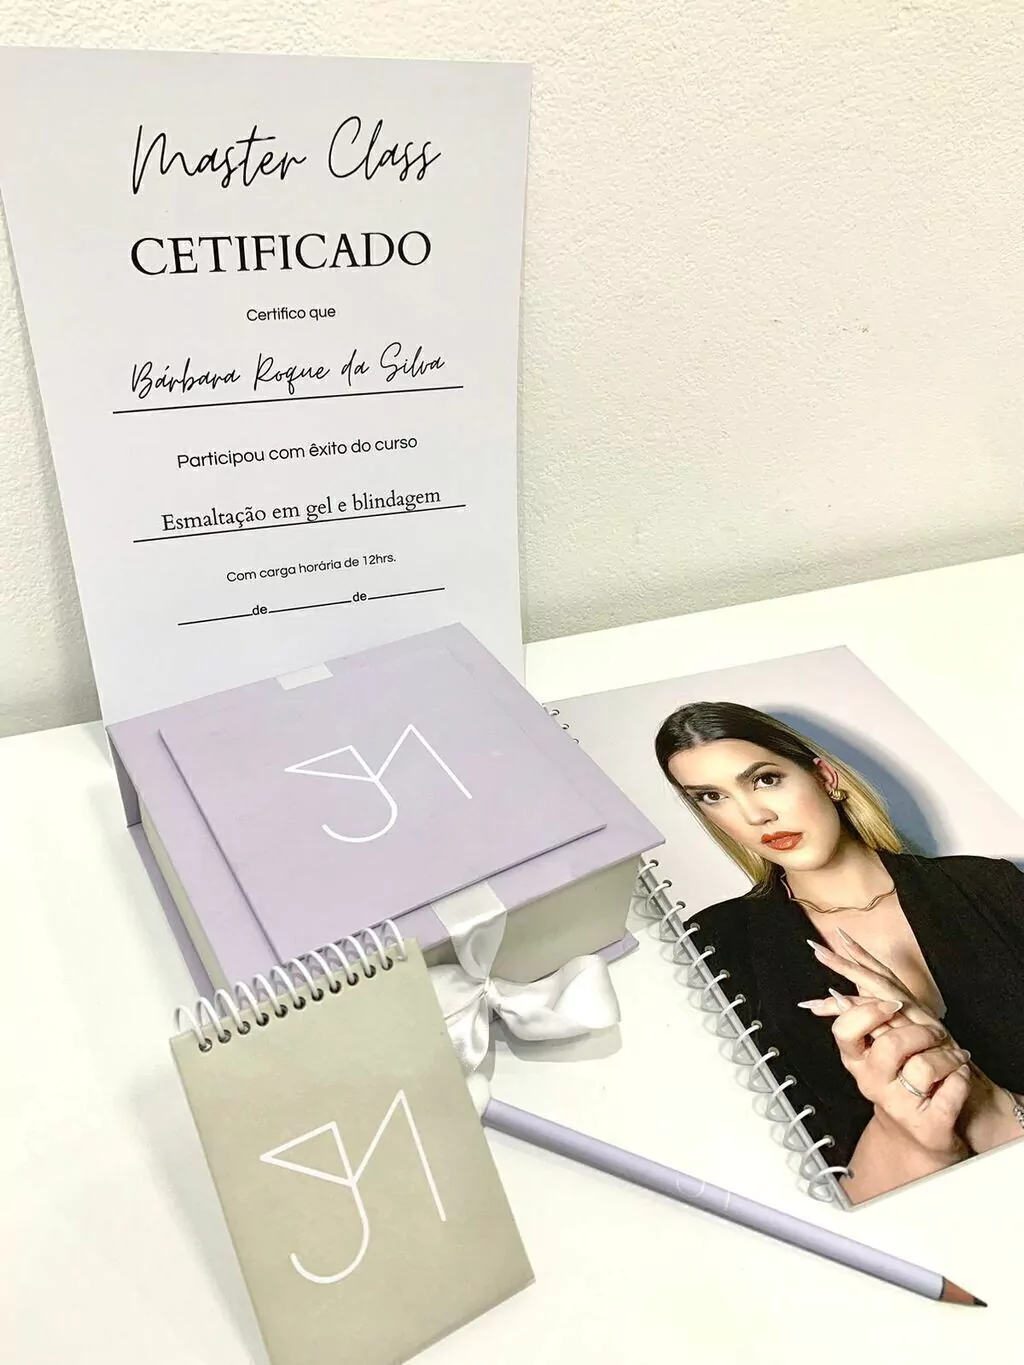 Master Class
CETIFICADO
Certifico que
Bárbara Roque da Silva
Participou com êxito do curso
Esmaltação em gel e blindagem
Com carga horária de 12hrs.
de de